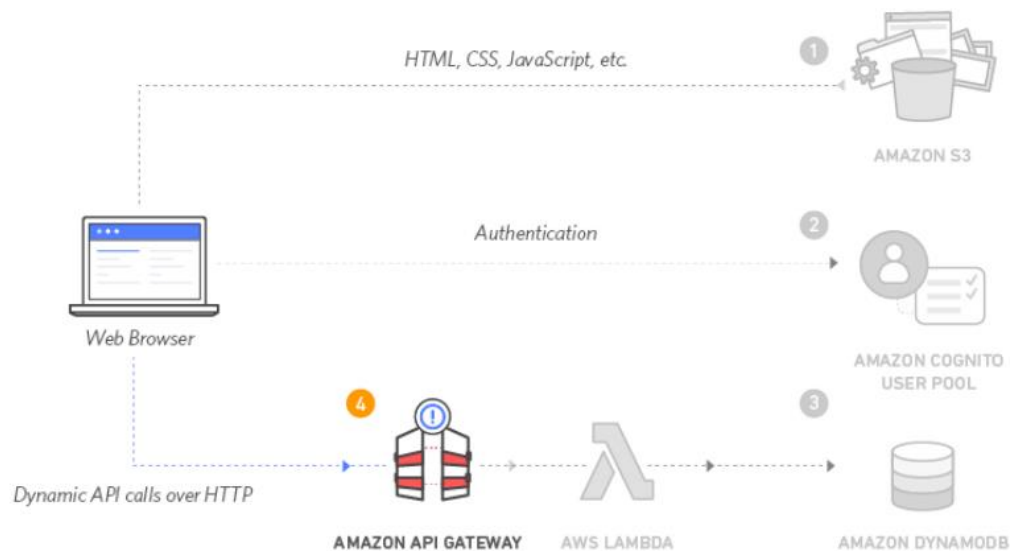 HTML, CSS, JavaScript, etc.
1
AMAZON S3
Authentication
2
Web Browser
AMAZON COGNITO
USER POOL
4
3
Dynamic API calls over HTTP
AMAZON API GATEWAY
AWS LAMBDA
AMAZON DYNAMODB